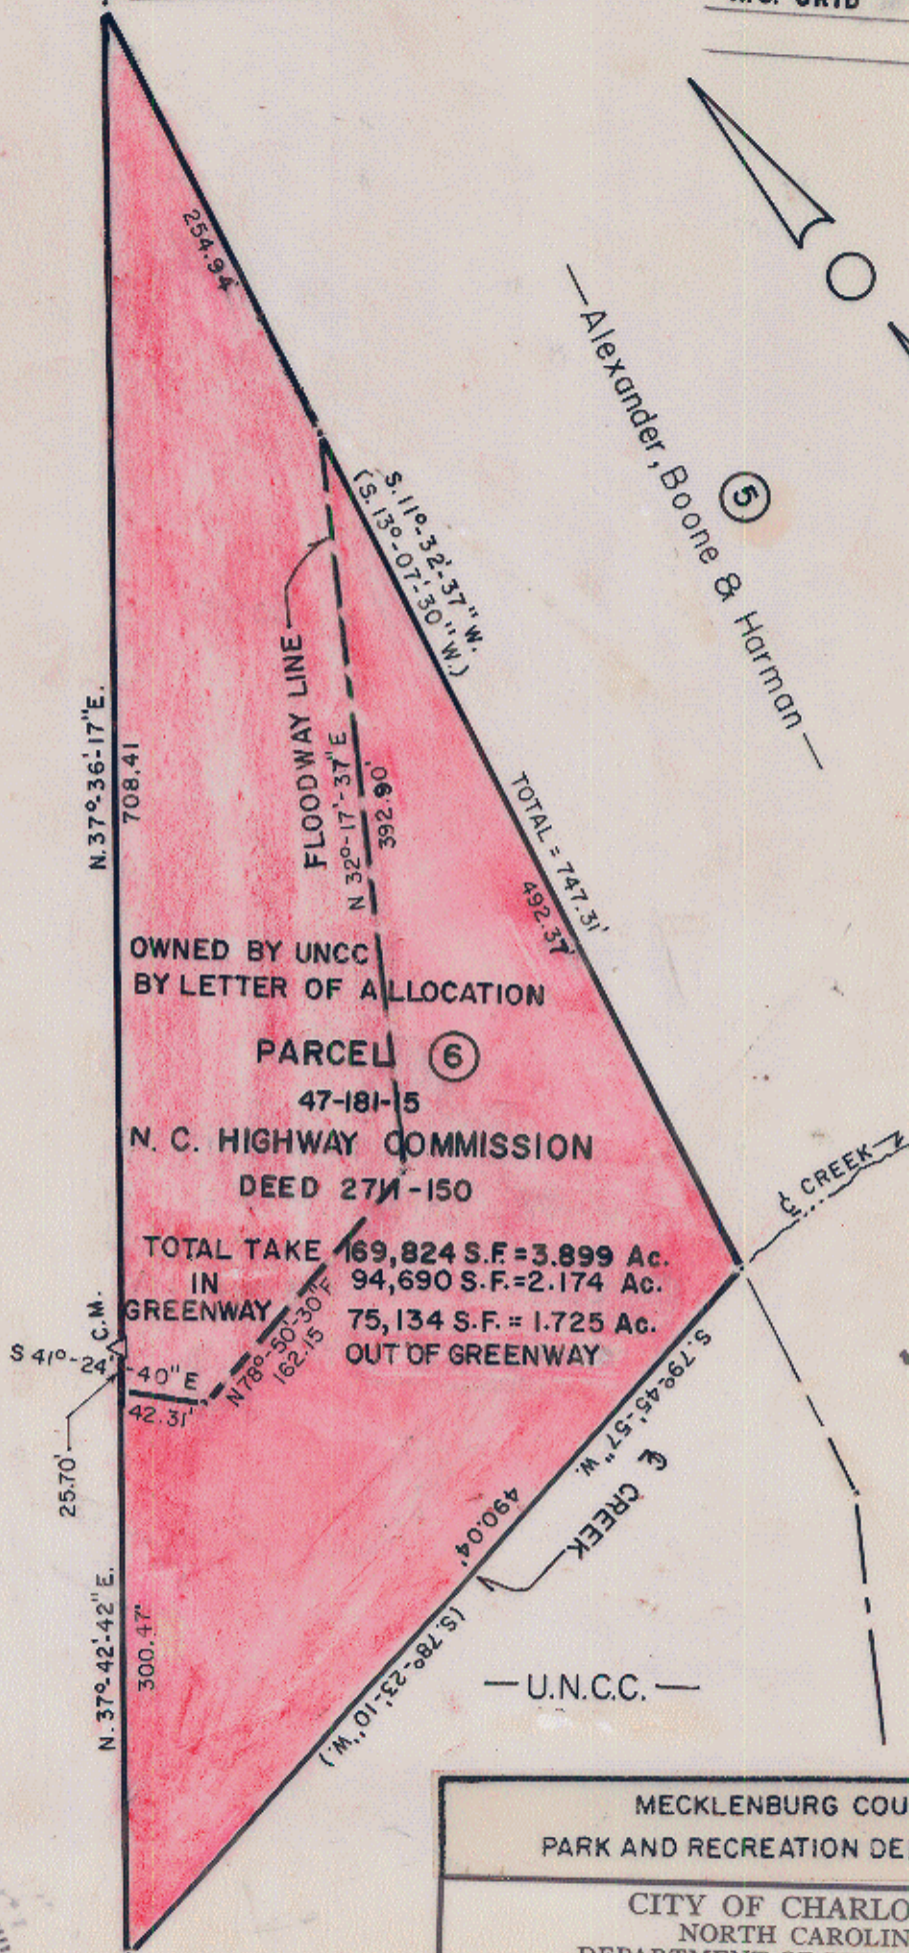 254.94'
—Alexander, Boone & Harman—
5
S. 11°-32'-37" W.
(S. 13°-07'-30" W.)
FLOODWAY LINE
N 32°-17'-37" E
392.90'
N. 37°-36'-17" E.
708.41
TOTAL = 747.31'
492.37'
OWNED BY UNCC
BY LETTER OF ALLOCATION
PARCEL 6
47-181-15
N. C. HIGHWAY COMMISSION
DEED 2711-150
TOTAL TAKE 169,824 S.F. = 3.899 Ac.
IN 94,690 S.F. = 2.174 Ac.
GREENWAY 75,134 S.F. = 1.725 Ac.
OUT OF GREENWAY
℄ CREEK
C.M.
S 41°-24'-40" E
42.31'
N 78°-50'-30" E
162.15
25.70'
S. 79°-45'-57" W.
490.04'
℄ CREEK
(S. 78°-23'-10" W.)
N. 37°-42'-42" E.
300.47'
—U.N.C.C.—
MECKLENBURG COU
PARK AND RECREATION DE
CITY OF CHARLO
NORTH CAROLIN